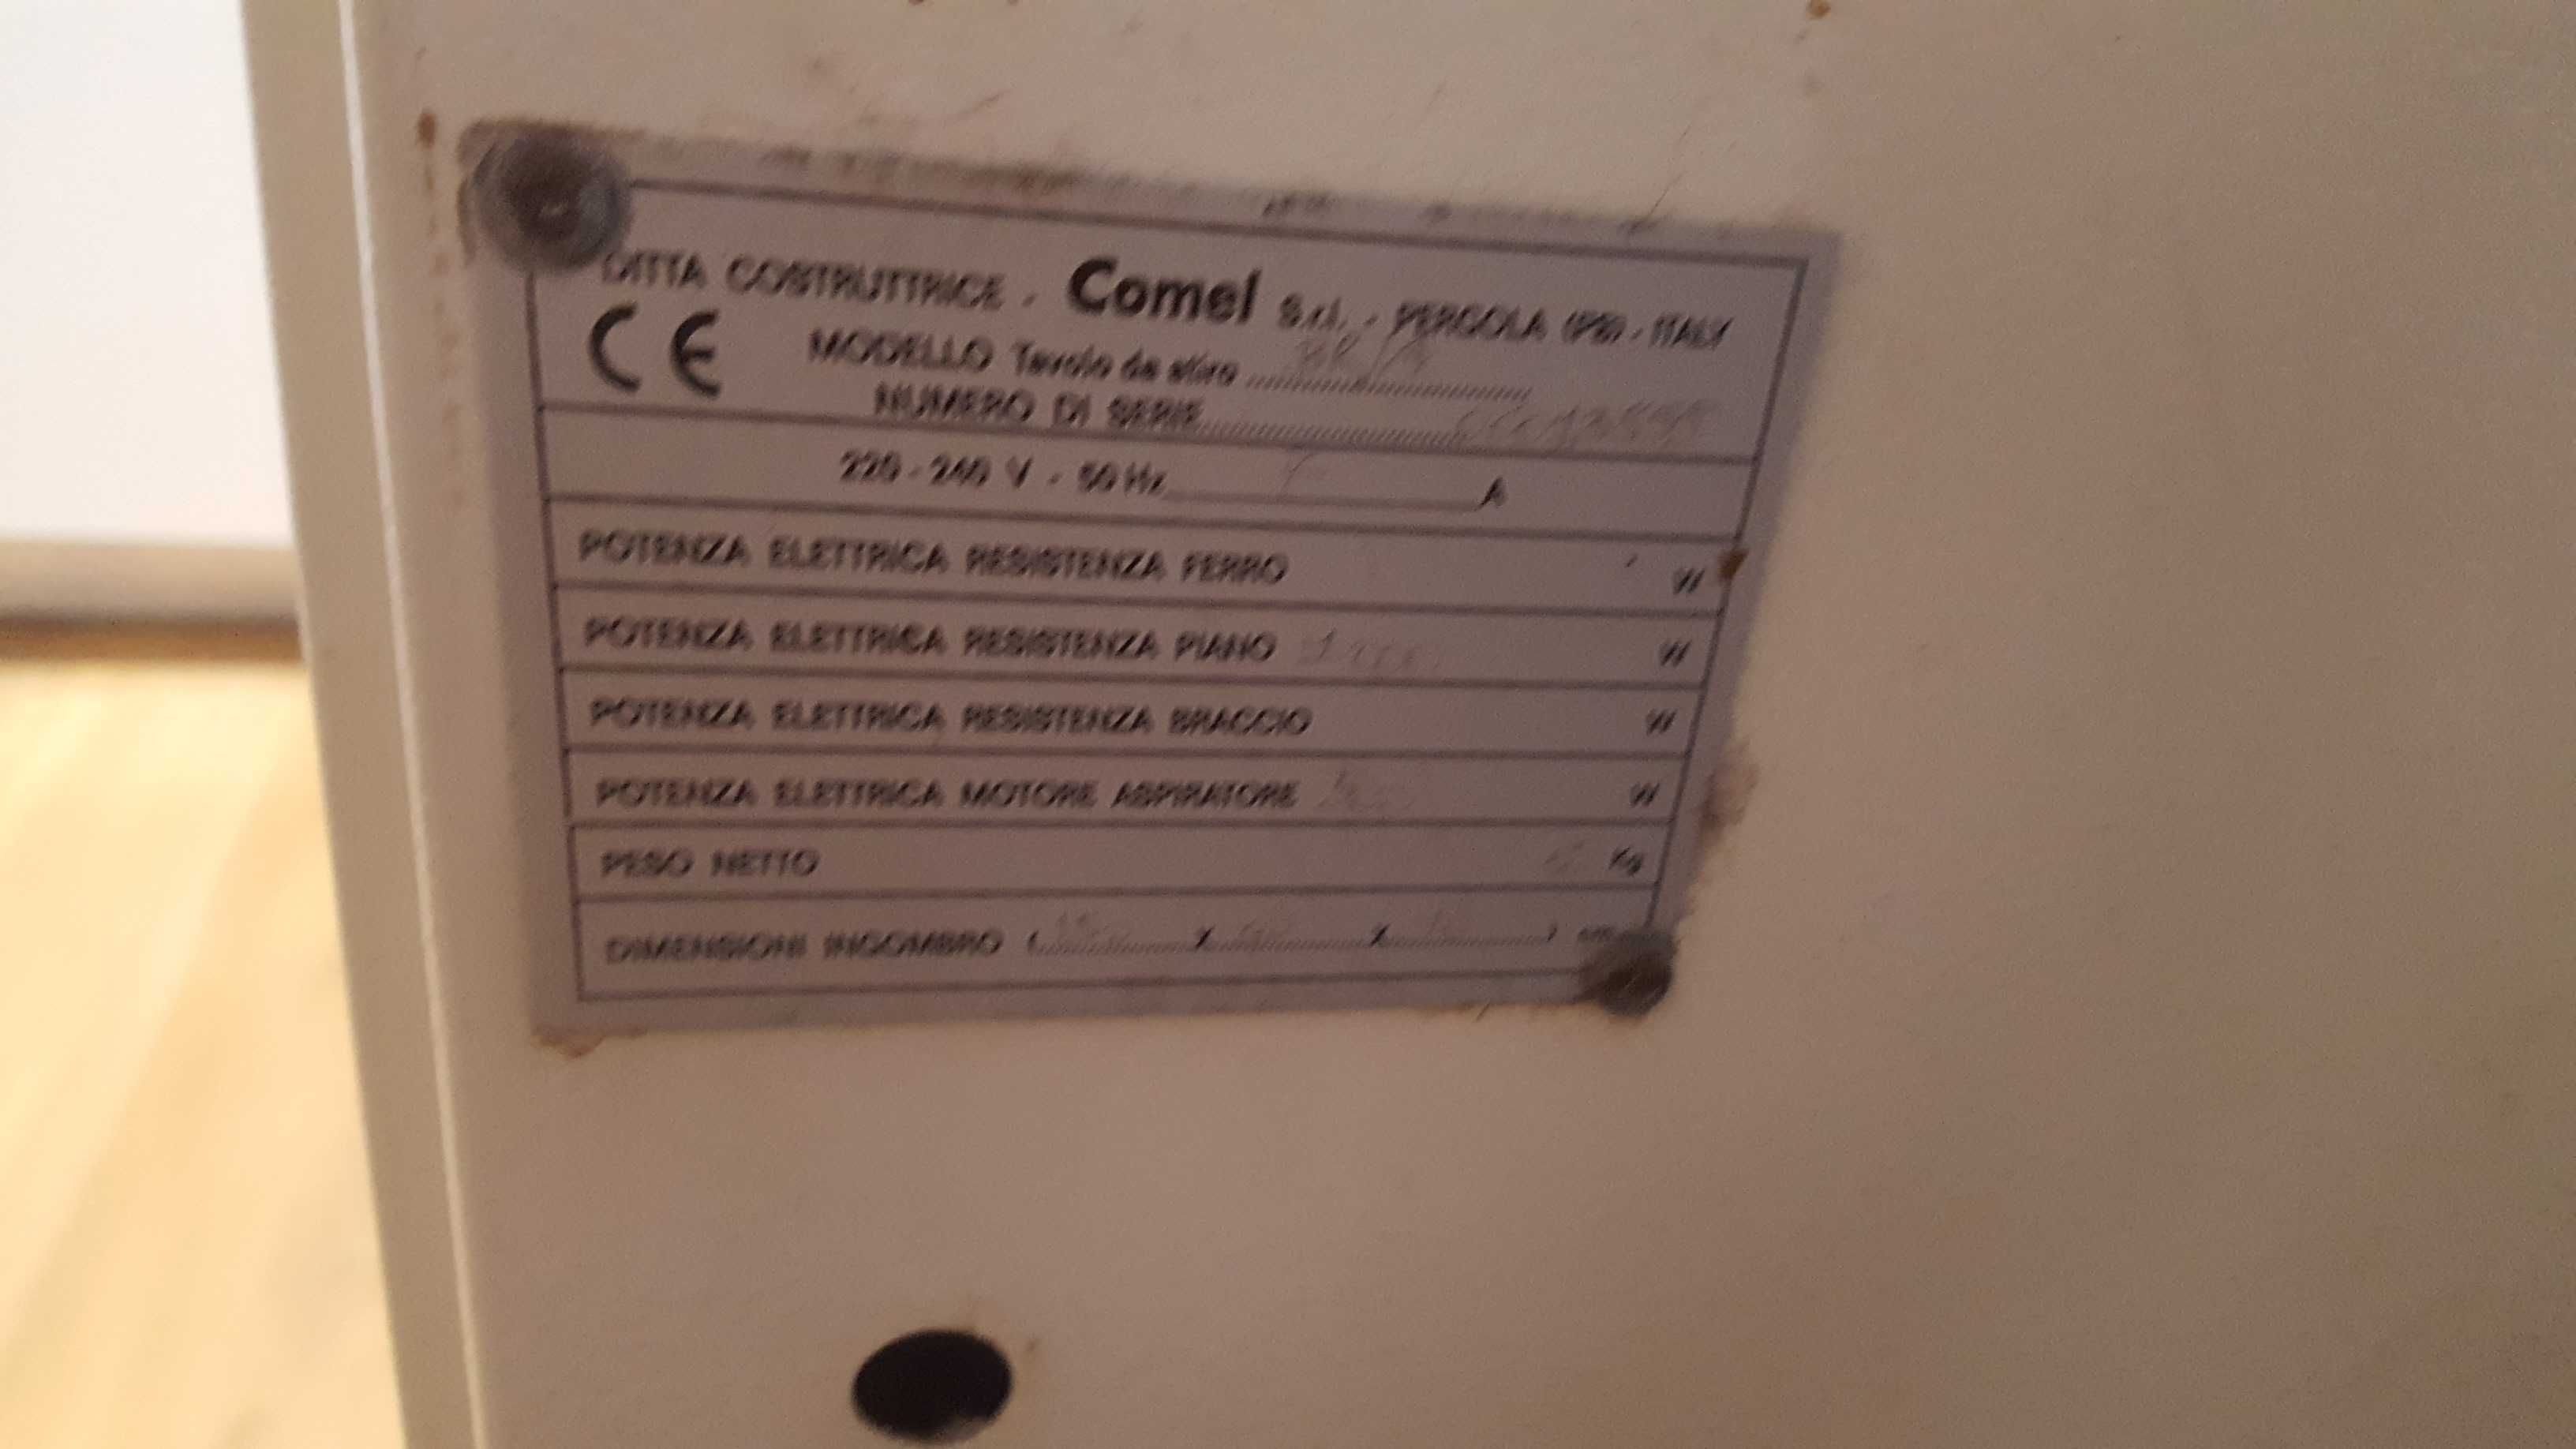 DITTA COSTRUTTRICE - Comel S.r.l. - PERGOLA (PS) - ITALY
CE MODELLO Tavolo da stiro
NUMERO DI SERIE
220 - 240 V - 50 Hz A
POTENZA ELETTRICA RESISTENZA FERRO W
POTENZA ELETTRICA RESISTENZA PIANO W
POTENZA ELETTRICA RESISTENZA BRACCIO W
POTENZA ELETTRICA MOTORE ASPIRATORE W
PESO NETTO Kg
DIMENSIONI INGOMBRO ( X X ) cm